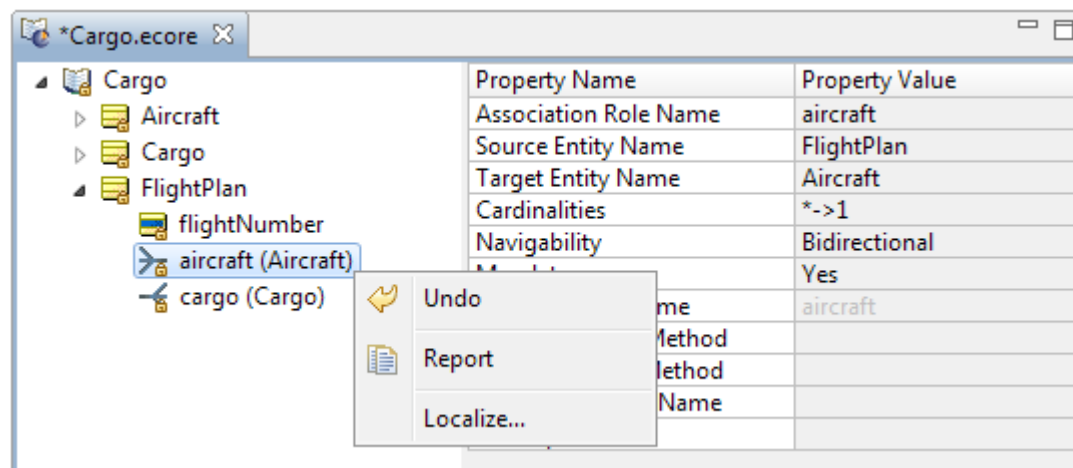 *Cargo.ecore
Cargo
Aircraft
Cargo
FlightPlan
flightNumber
aircraft (Aircraft)
cargo (Cargo)
Undo
Report
Localize...
Property Name Property Value
Association Role Name aircraft
Source Entity Name FlightPlan
Target Entity Name Aircraft
Cardinalities *->1
Navigability Bidirectional
Yes
me aircraft
Method
Method
Name